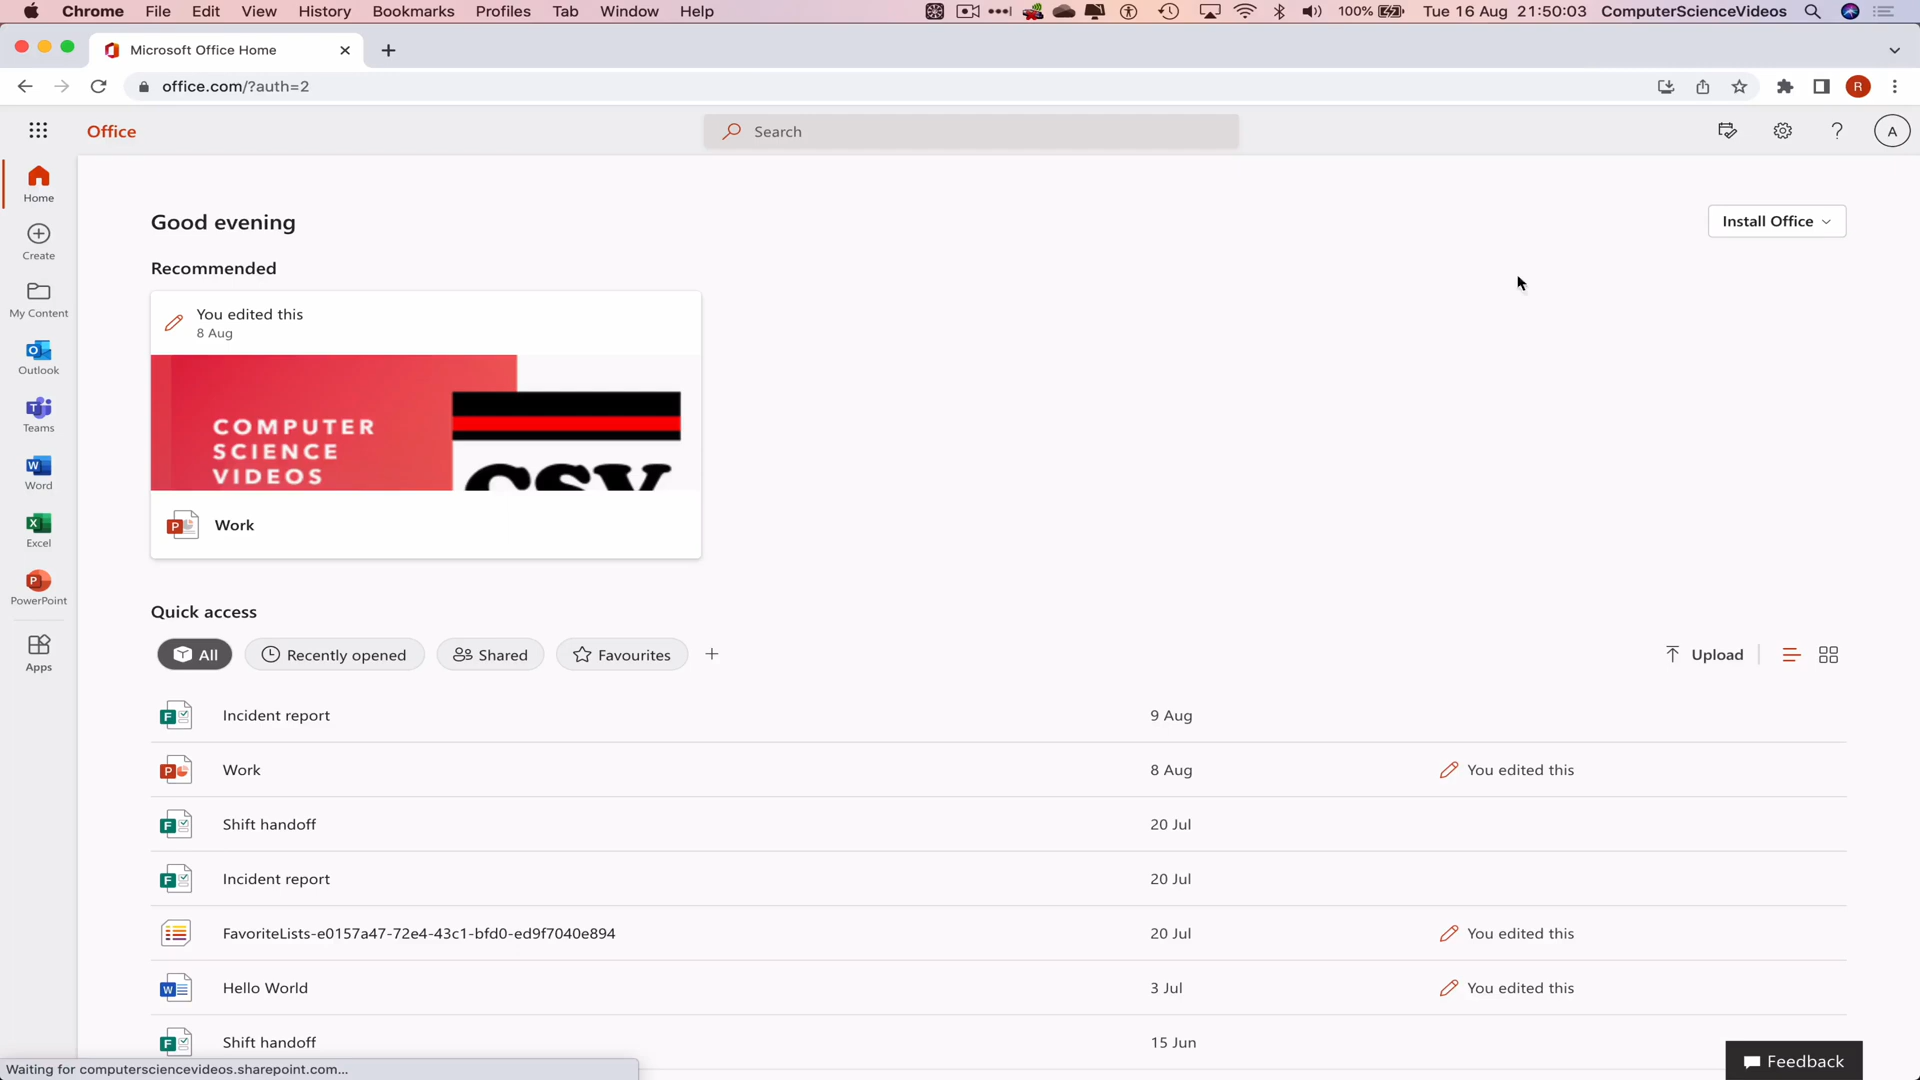 Chrome File Edit View History Bookmarks Profiles Tab Window Help 100% Tue 16 Aug 21:50:03 ComputerScienceVideos
Microsoft Office Home
office.com/?auth=2
R
Office
Search
A
Home
Create
My Content
Outlook
Teams
Word
Excel
PowerPoint
Apps
Good evening
Install Office
Recommended
You edited this
8 Aug
COMPUTER
SCIENCE
VIDEOS
CSV
Work
Quick access
All Recently opened Shared Favourites Upload
Incident report 9 Aug
Work 8 Aug You edited this
Shift handoff 20 Jul
Incident report 20 Jul
FavoriteLists-e0157a47-72e4-43c1-bfd0-ed9f7040e894 20 Jul You edited this
Hello World 3 Jul You edited this
Shift handoff 15 Jun
Feedback
Waiting for computersciencevideos.sharepoint.com...